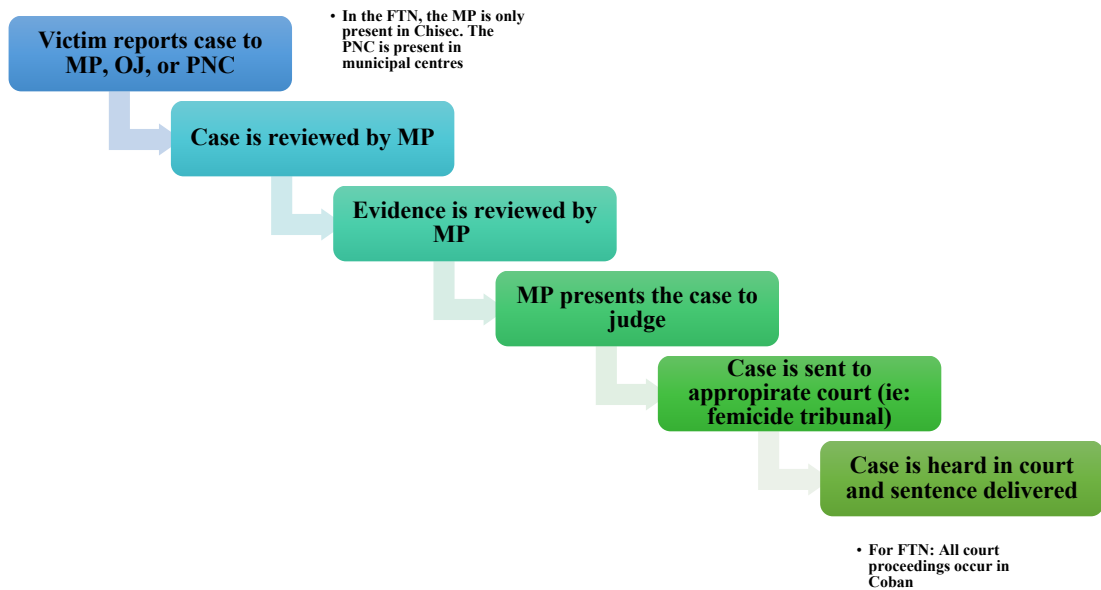 Victim reports case to
MP, OJ, or PNC
• In the FTN, the MP is only
present in Chisec. The
PNC is present in
municipal centres
Case is reviewed by MP
Evidence is reviewed by
MP
MP presents the case to
judge
Case is sent to
appropirate court (ie:
femicide tribunal)
Case is heard in court
and sentence delivered
• For FTN: All court
proceedings occur in
Coban